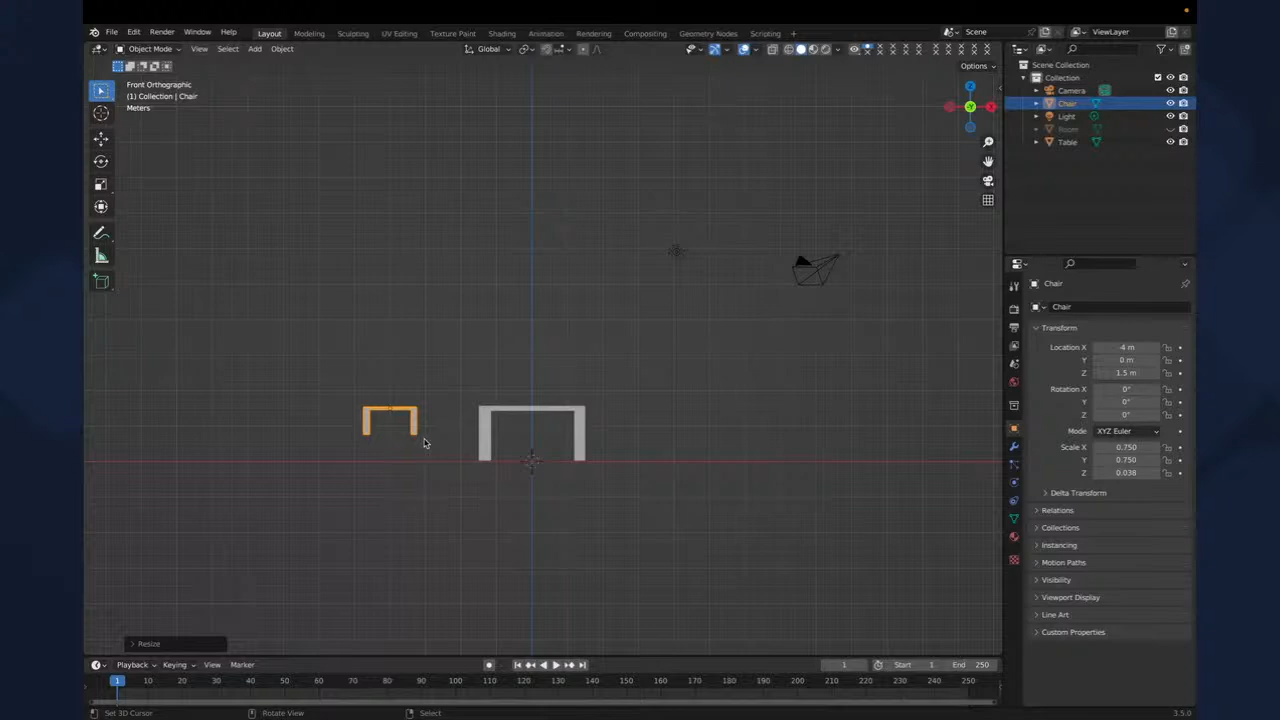 File Edit Render Window Help Layout Modeling Sculpting UV Editing Texture Paint Shading Animation Rendering Compositing Geometry Nodes Scripting Scene ViewLayer
Object Mode View Select Add Object Global
Options
Front Orthographic
(1) Collection | Chair
Meters
Scene Collection
Collection
Camera
Chair
Light
Room
Table
Chair
Chair
Transform
Location X -4 m
Y 0 m
Z 1.5 m
Rotation X 0°
Y 0°
Z 0°
Mode XYZ Euler
Scale X 0.750
Y 0.750
Z 0.038
Delta Transform
Relations
Collections
Instancing
Motion Paths
Visibility
Viewport Display
Line Art
Custom Properties
Resize
Playback Keying View Marker 1 Start 1 End 250
1 10 20 30 40 50 60 70 80 90 100 110 120 130 140 150 160 170 180 190 200 210 220 230 240 250
Set 3D Cursor Rotate View Select 3.5.0